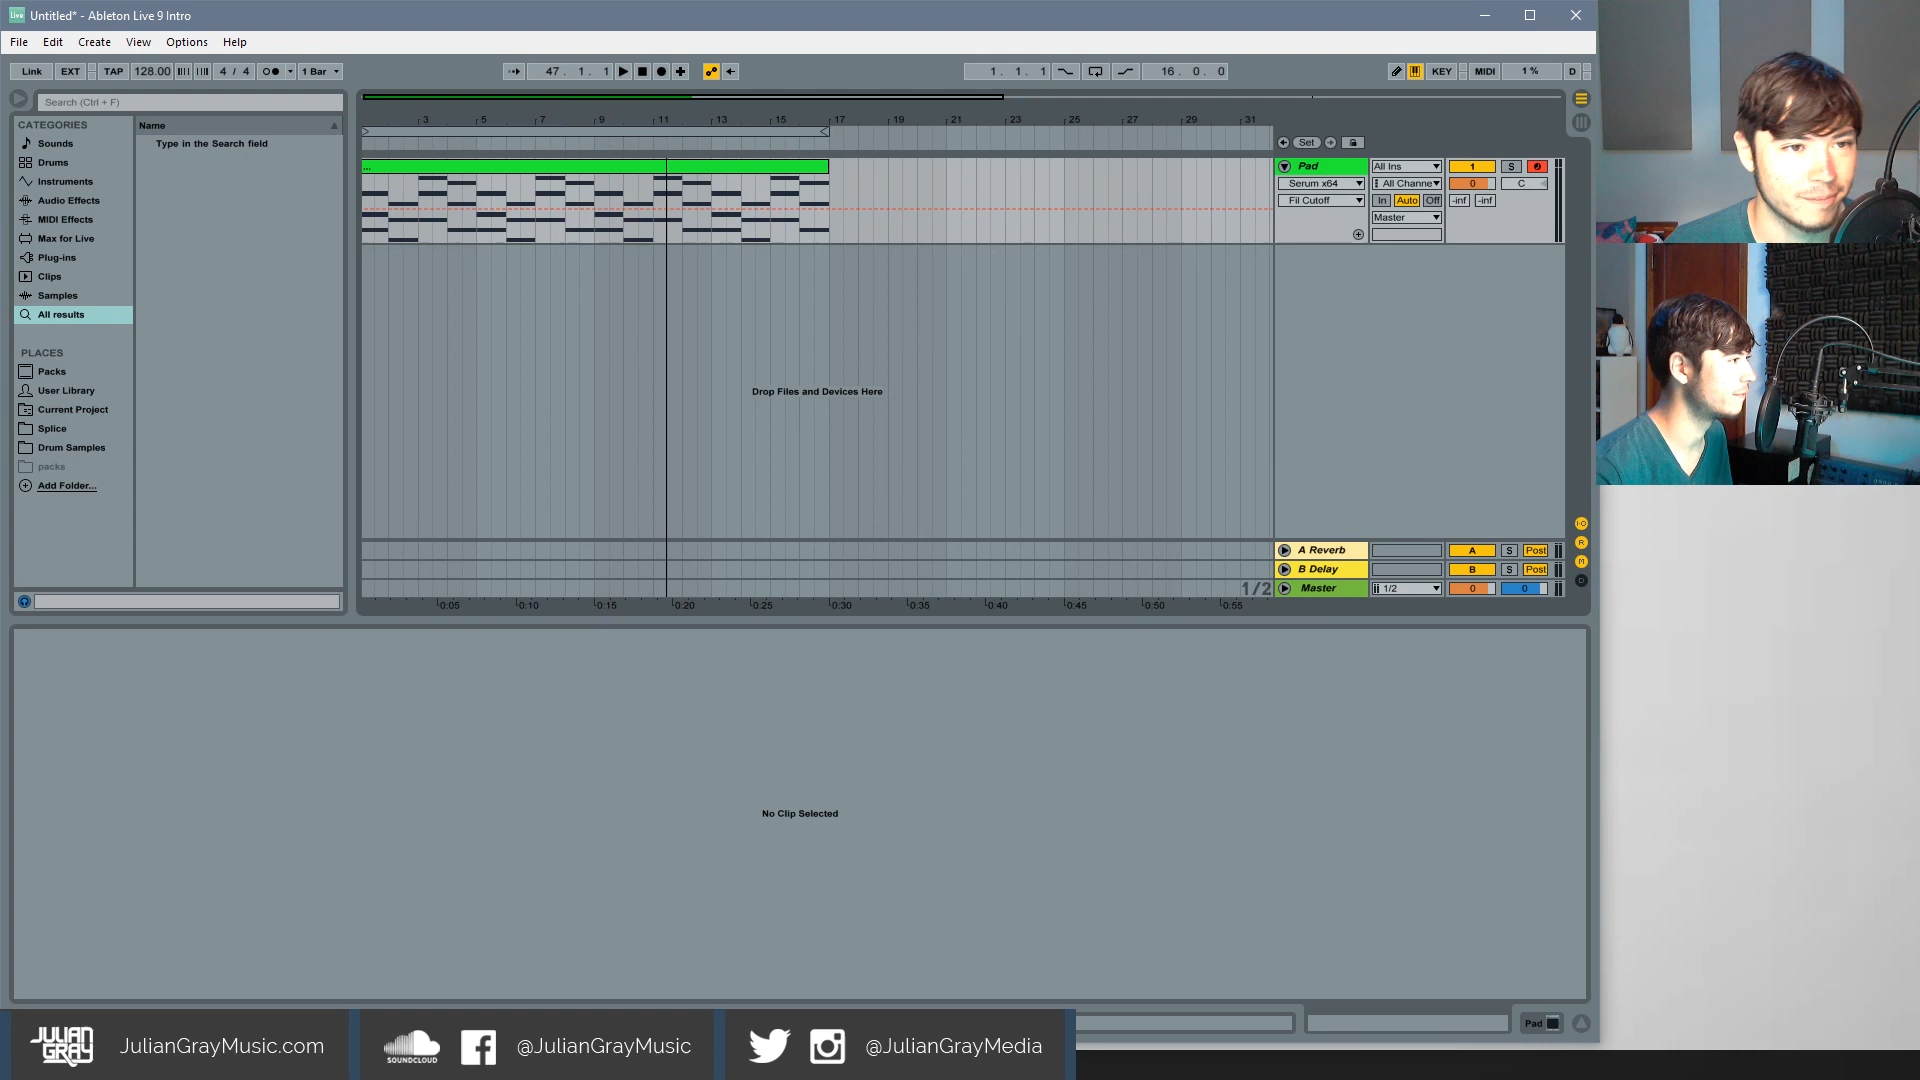 Live Untitled* - Ableton Live 9 Intro
File Edit Create View Options Help
Link EXT TAP 128.00 4 / 4 1 Bar 47. 1. 1 1. 1. 1 16. 0. 0 KEY MIDI 1 % D
Search (Ctrl + F)
CATEGORIES
Sounds
Drums
Instruments
Audio Effects
MIDI Effects
Max for Live
Plug-ins
Clips
Samples
All results
PLACES
Packs
User Library
Current Project
Splice
Drum Samples
packs
Add Folder...
Name
Type in the Search field
3 5 7 9 11 13 15 17 19 21 23 25 27 29 31
Set
...
Pad All Ins 1 S
Serum x64 All Channe 0 C
Fil Cutoff In Auto Off -inf -inf
Master
Drop Files and Devices Here
A Reverb A S Post
B Delay B S Post
1/2 Master 1/2 0 0
0:05 0:10 0:15 0:20 0:25 0:30 0:35 0:40 0:45 0:50 0:55
I·O
R
M
D
No Clip Selected
Pad
JULIAN
GRAY
JulianGrayMusic.com
SOUNDCLOUD
@JulianGrayMusic
@JulianGrayMedia